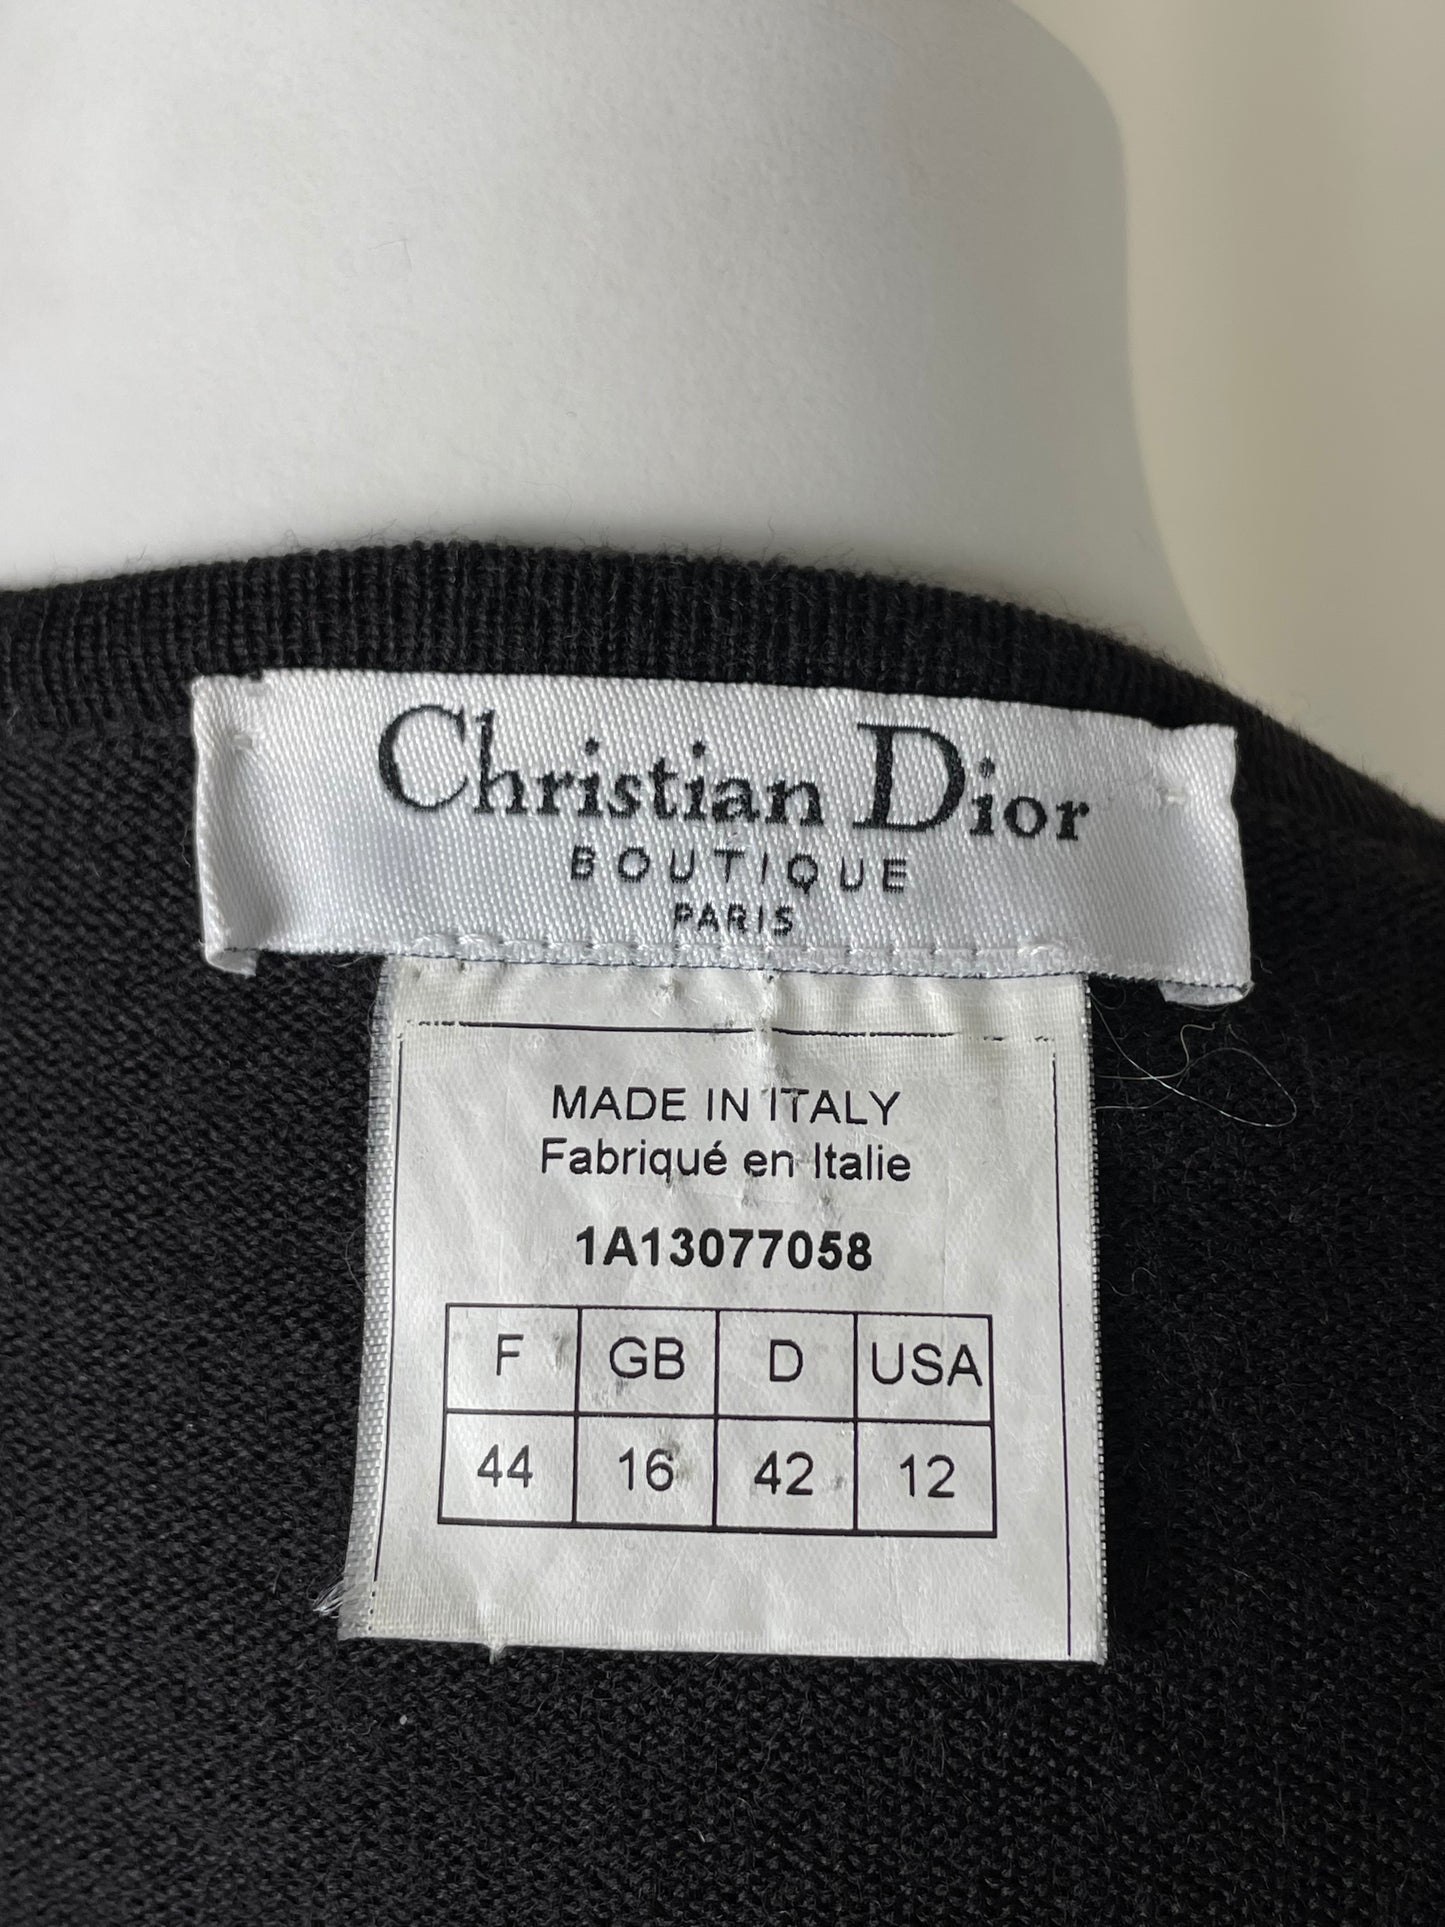 Christian Dior
BOUTIQUE
PARIS
MADE IN ITALY
Fabriqué en Italie
1A13077058
F GB D USA
44 16 42 12